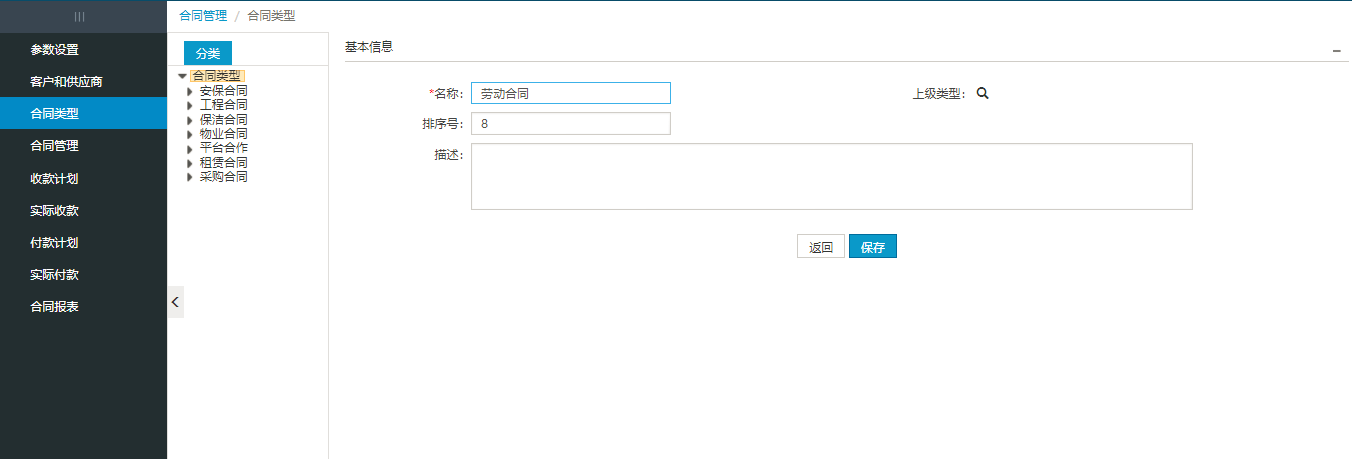 合同管理 / 合同类型
参数设置
客户和供应商
合同类型
合同管理
收款计划
实际收款
付款计划
实际付款
合同报表
分类
合同类型
安保合同
工程合同
保洁合同
物业合同
平台合作
租赁合同
采购合同
基本信息
*名称: 劳动合同
上级类型:
排序号: 8
描述:
返回 保存